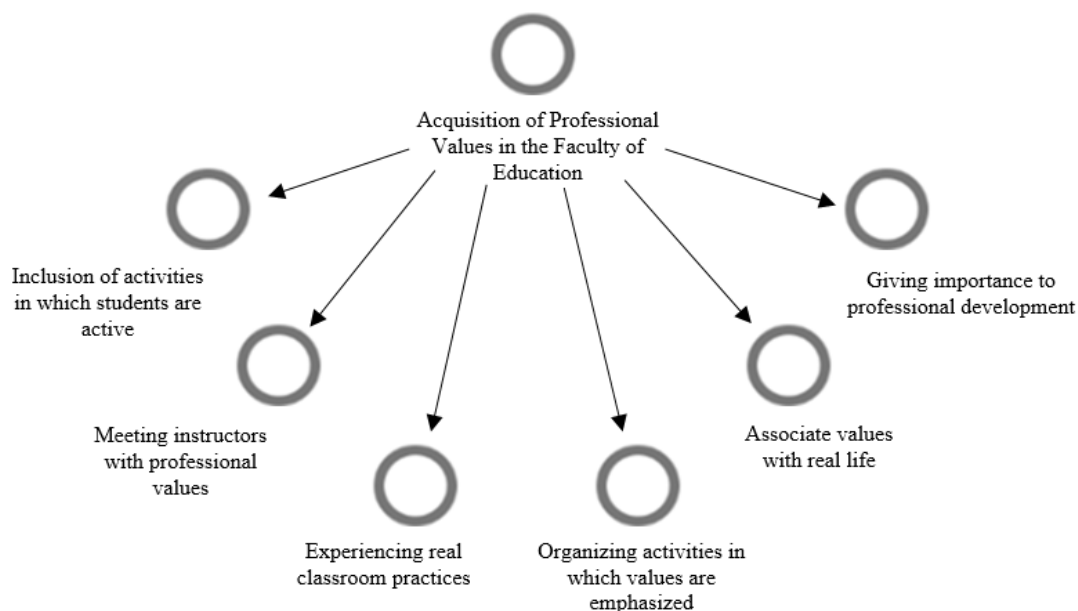 Acquisition of Professional
Values in the Faculty of
Education
Inclusion of activities
in which students are
active
Meeting instructors
with professional
values
Experiencing real
classroom practices
Organizing activities in
which values are
emphasized
Associate values
with real life
Giving importance to
professional development